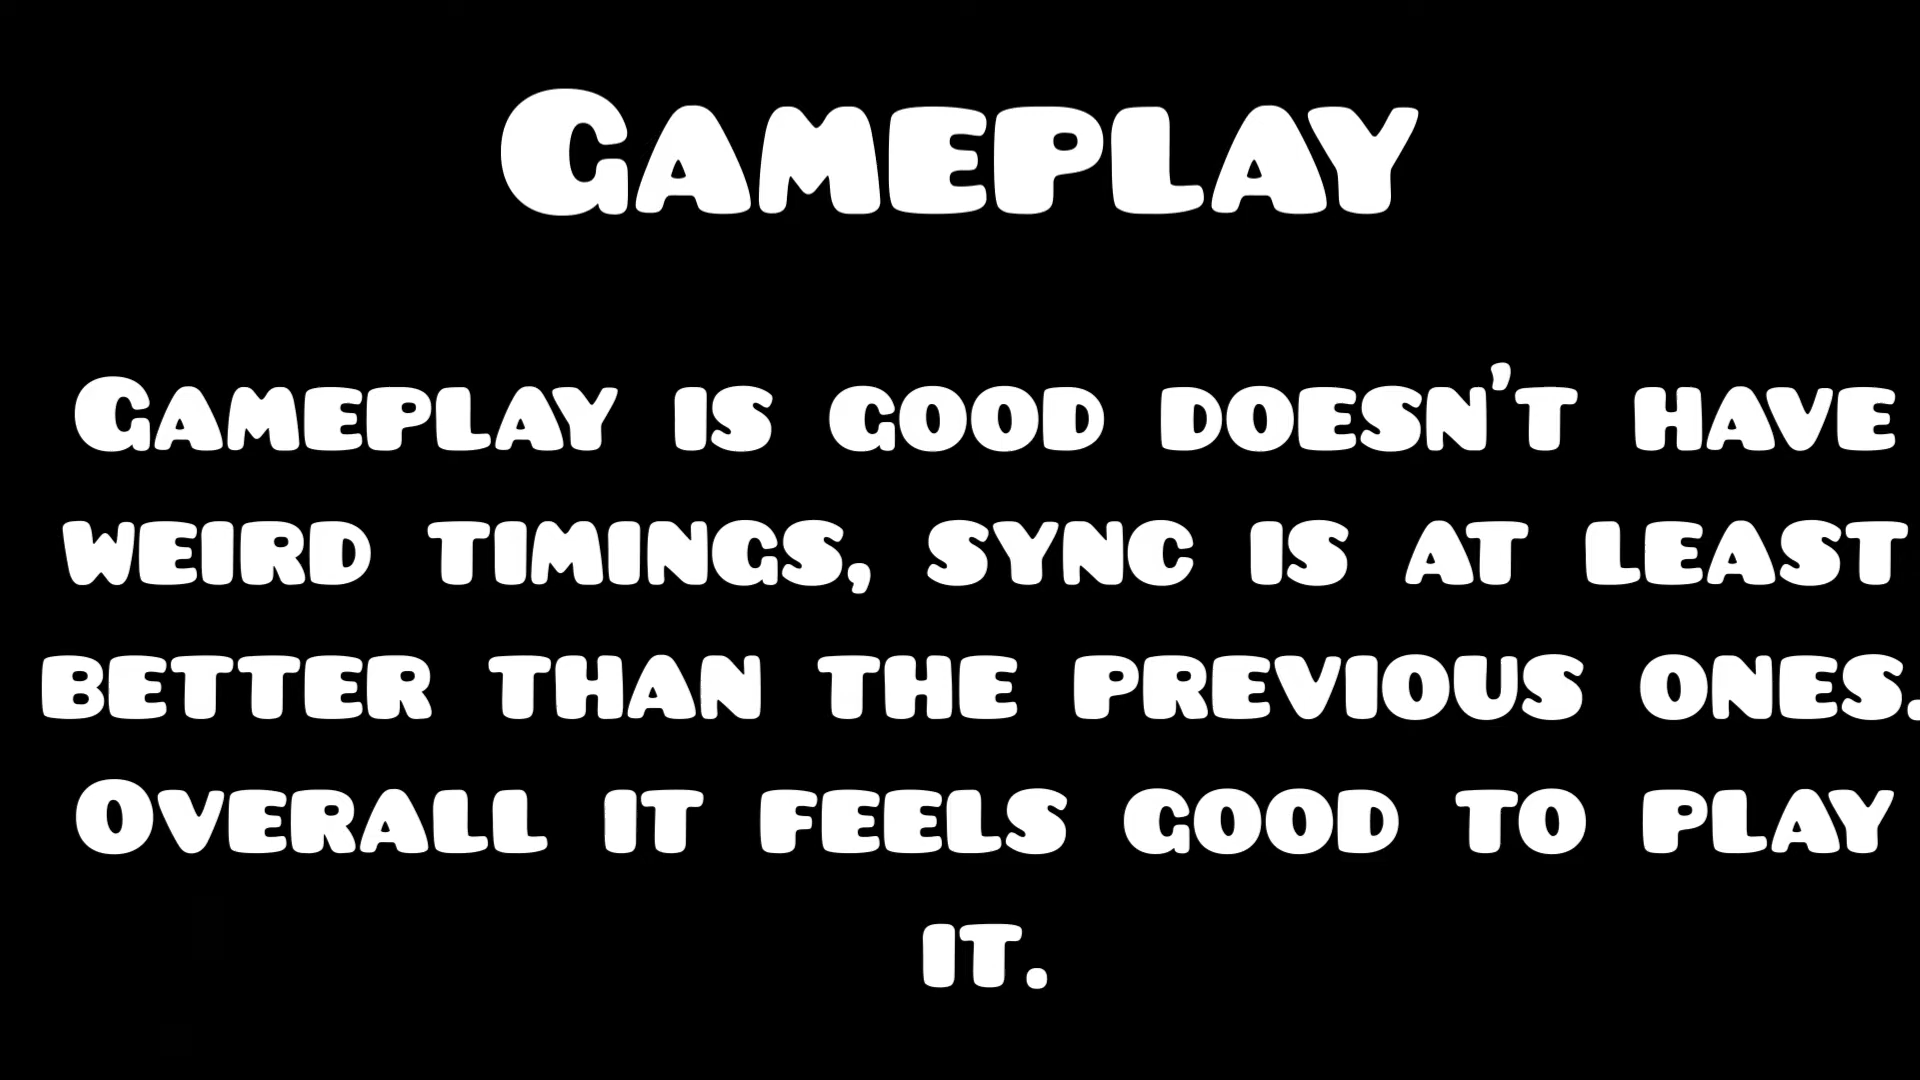 Gameplay
Gameplay is good doesn't have
weird timings, sync is at least
better than the previous ones.
Overall it feels good to play
it.